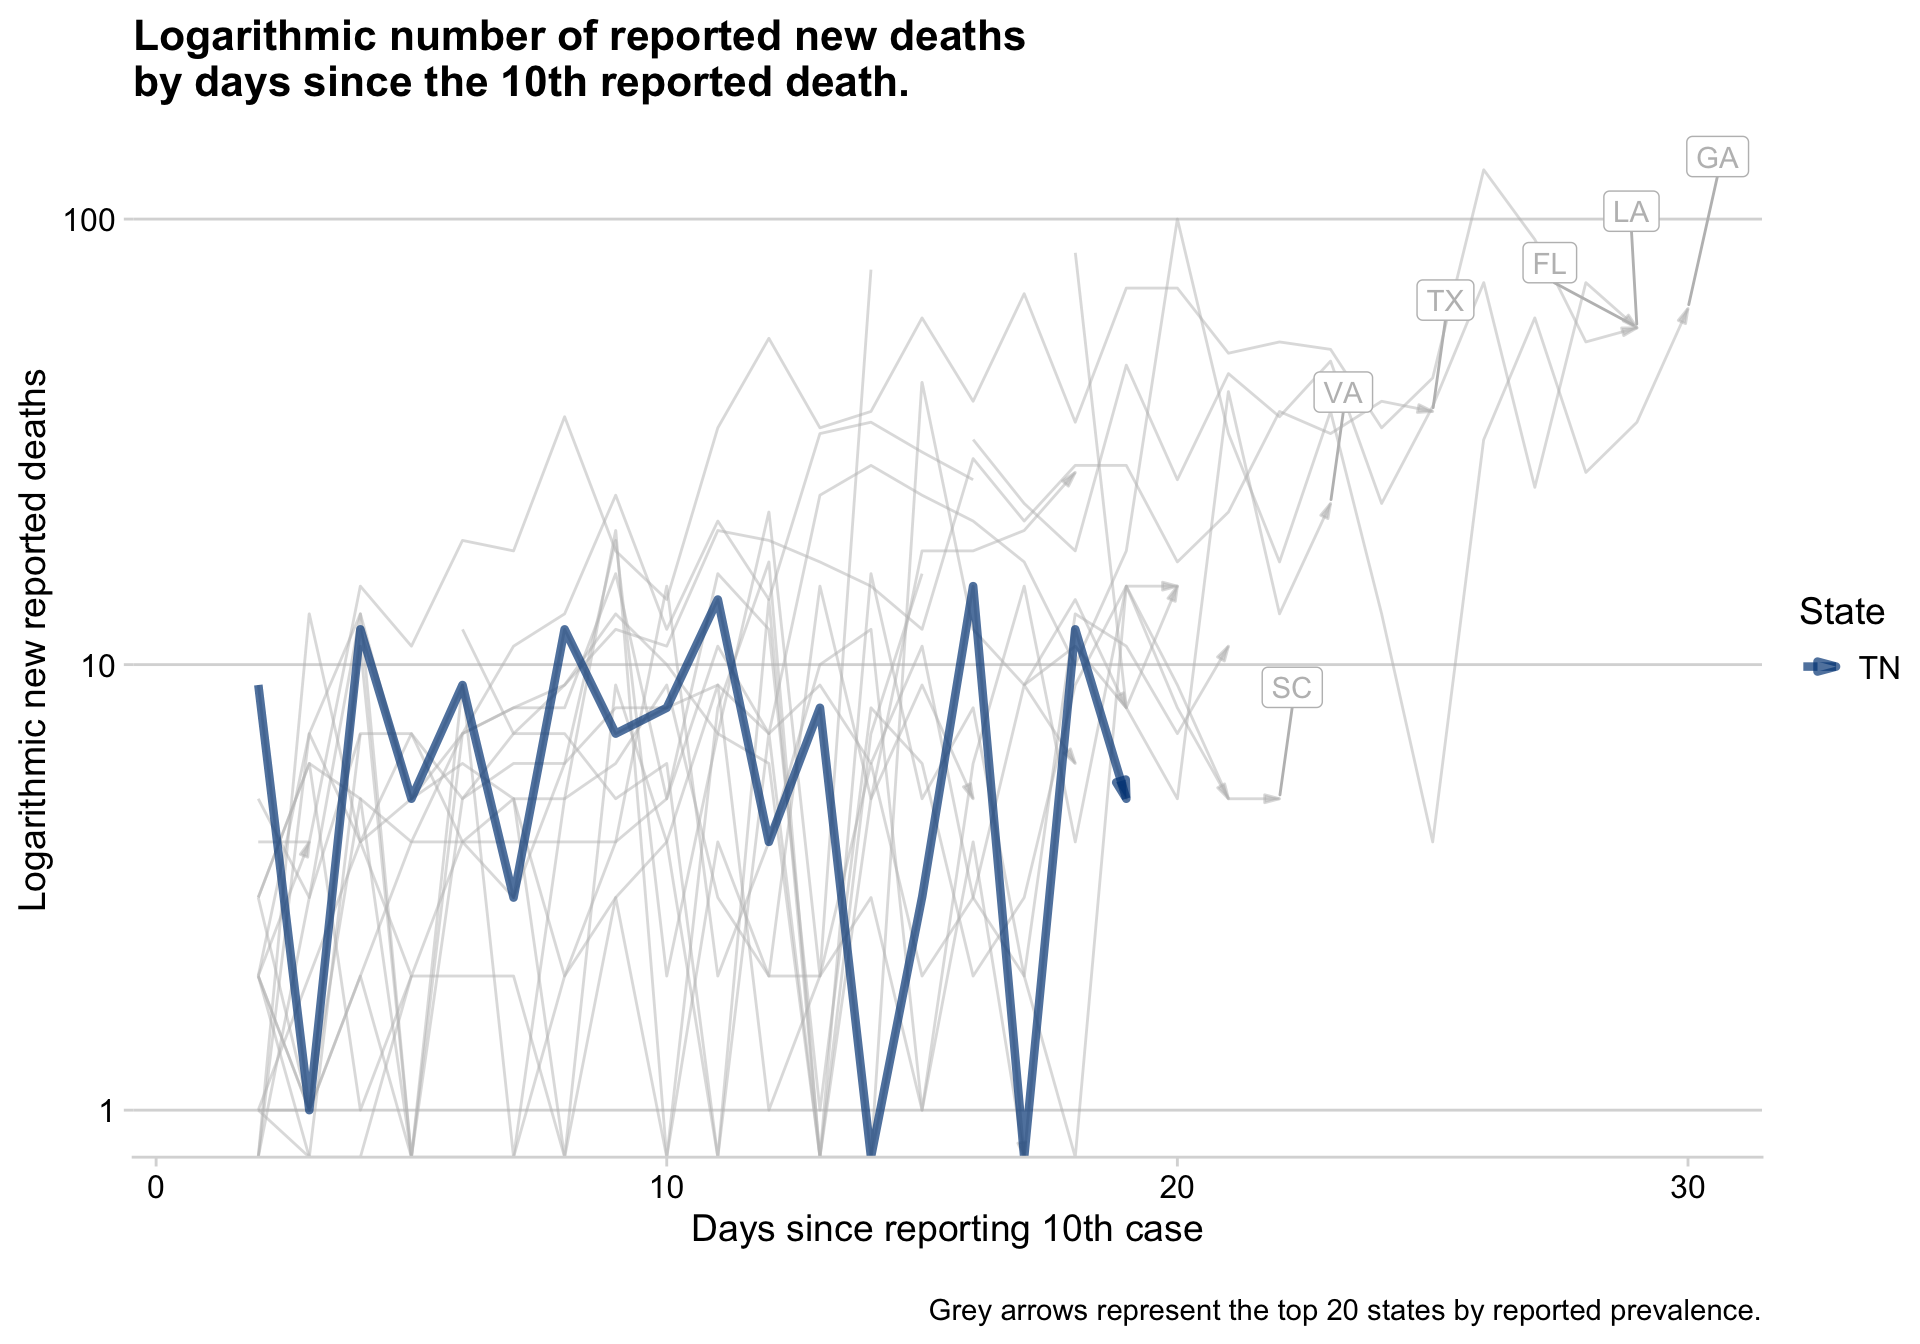 Logarithmic number of reported new deaths
by days since the 10th reported death.
GA
LA
100
FL
TX
VA
Logarithmic new reported deaths
State
10
TN
SC
1
0 10 20 30
Days since reporting 10th case
Grey arrows represent the top 20 states by reported prevalence.